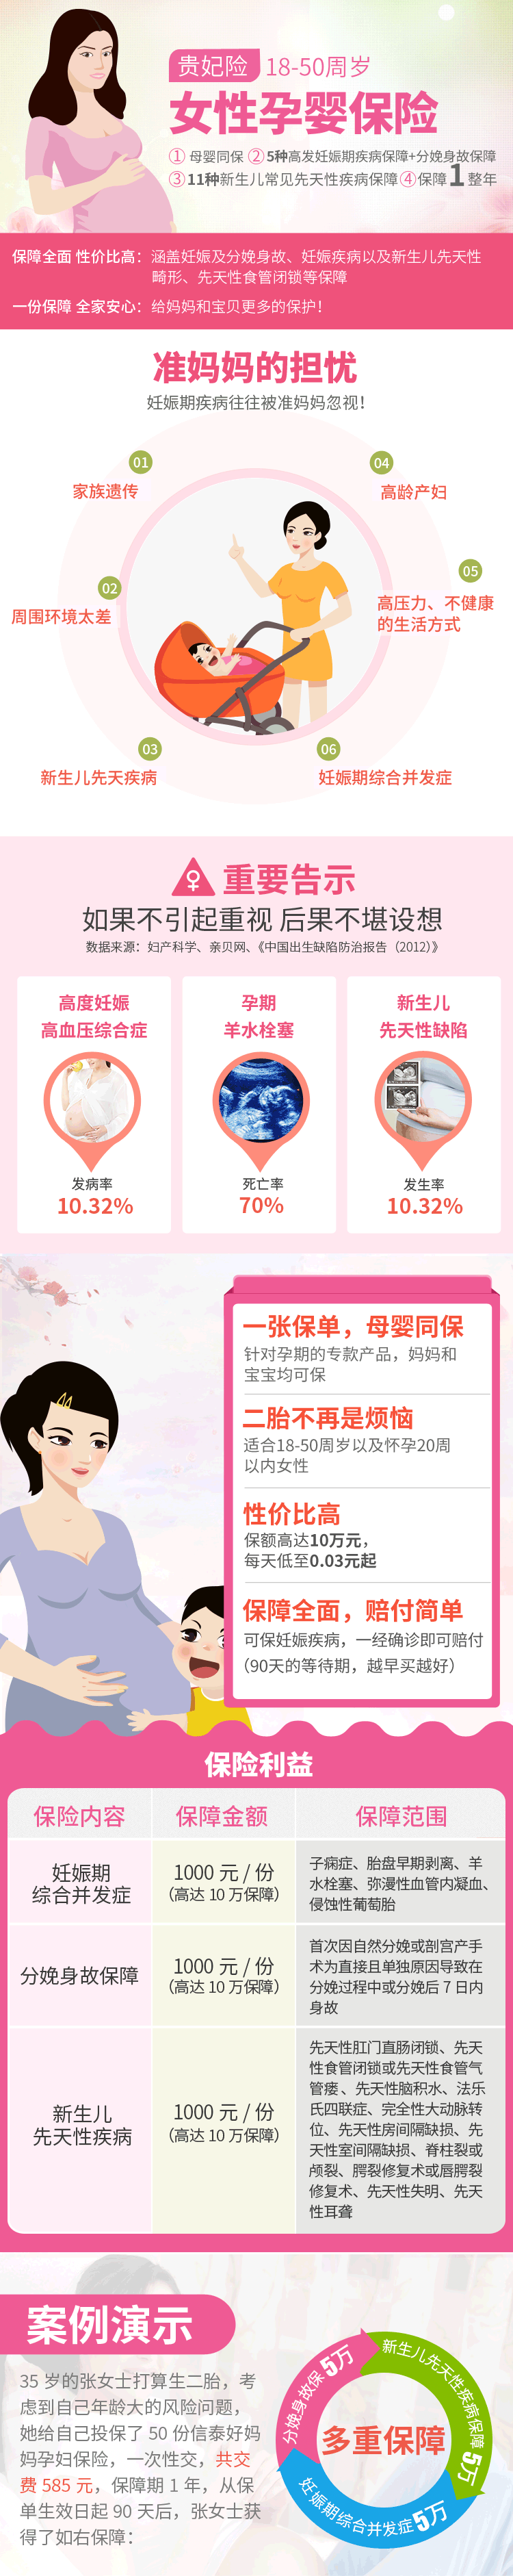 贵妃险 18-50周岁
女性孕婴保险
① 母婴同保 ② 5种高发妊娠期疾病保障+分娩身故保障
③ 11种新生儿常见先天性疾病保障 ④ 保障1整年
保障全面 性价比高：涵盖妊娠及分娩身故、妊娠疾病以及新生儿先天性
畸形、先天性食管闭锁等保障
一份保障 全家安心：给妈妈和宝贝更多的保护！
准妈妈的担忧
妊娠期疾病往往被准妈妈忽视！
01
家族遗传
02
周围环境太差
03
新生儿先天疾病
04
高龄产妇
05
高压力、不健康
的生活方式
06
妊娠期综合并发症
重要告示
如果不引起重视 后果不堪设想
数据来源：妇产科学、亲贝网、《中国出生缺陷防治报告（2012）》
高度妊娠
高血压综合症
发病率
10.32%
孕期
羊水栓塞
死亡率
70%
新生儿
先天性缺陷
发生率
10.32%
一张保单，母婴同保
针对孕期的专款产品，妈妈和
宝宝均可保
二胎不再是烦恼
适合18-50周岁以及怀孕20周
以内女性
性价比高
保额高达10万元，
每天低至0.03元起
保障全面，赔付简单
可保妊娠疾病，一经确诊即可赔付
（90天的等待期，越早买越好）
保险利益
保险内容 保障金额 保障范围
妊娠期
综合并发症
1000 元 / 份
（高达 10 万保障）
子痫症、胎盘早期剥离、羊
水栓塞、弥漫性血管内凝血、
侵蚀性葡萄胎
分娩身故保障
1000 元 / 份
（高达 10 万保障）
首次因自然分娩或剖宫产手
术为直接且单独原因导致在
分娩过程中或分娩后 7 日内
身故
新生儿
先天性疾病
1000 元 / 份
（高达 10 万保障）
先天性肛门直肠闭锁、先天
性食管闭锁或先天性食管气
管瘘 、先天性脑积水、法乐
氏四联症、完全性大动脉转
位、先天性房间隔缺损、先
天性室间隔缺损、脊柱裂或
颅裂、腭裂修复术或唇腭裂
修复术、先天性失明、先天
性耳聋
案例演示
35 岁的张女士打算生二胎，考
虑到自己年龄大的风险问题，
她给自己投保了 50 份信泰好妈
妈孕妇保险，一次性交，共交
费 585 元，保障期 1 年，从保
单生效日起 90 天后，张女士获
得了如右保障：
分娩身故保 5万
新生儿先天性疾病保障 5万
妊娠期综合并发症 5万
多重保障